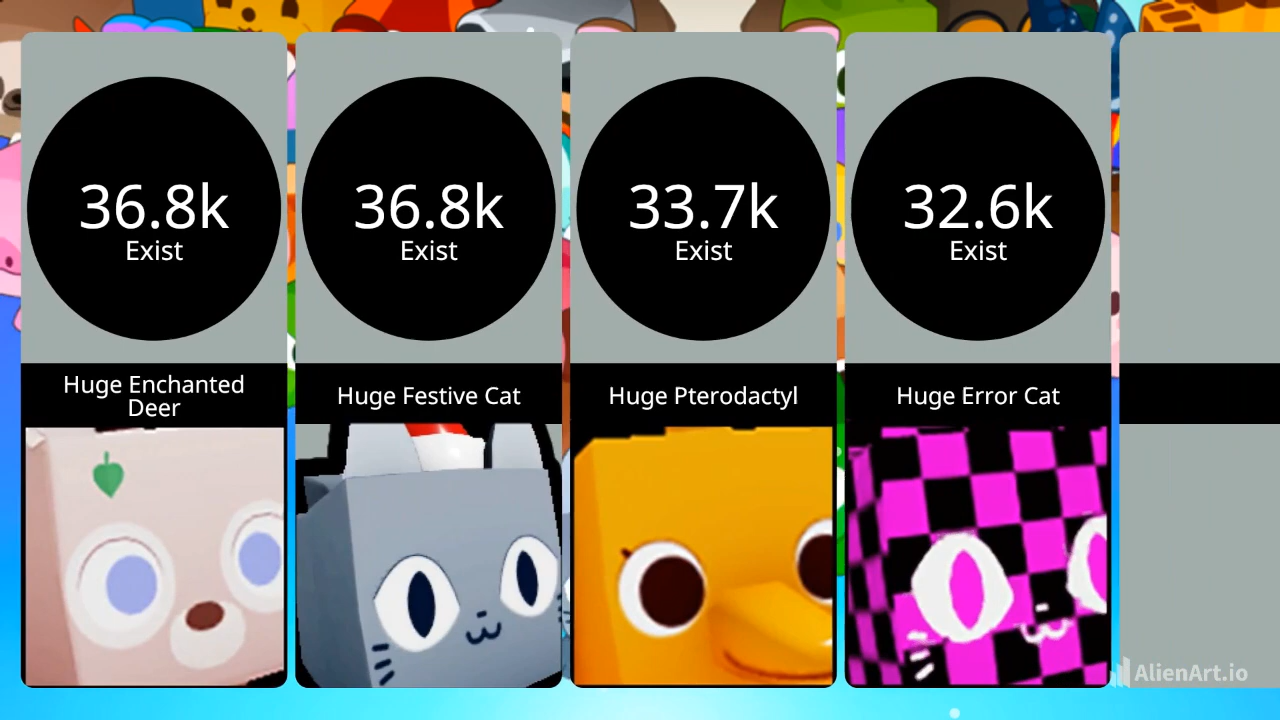 36.8k
Exist
Huge Enchanted
Deer
36.8k
Exist
Huge Festive Cat
33.7k
Exist
Huge Pterodactyl
32.6k
Exist
Huge Error Cat
AlienArt.io